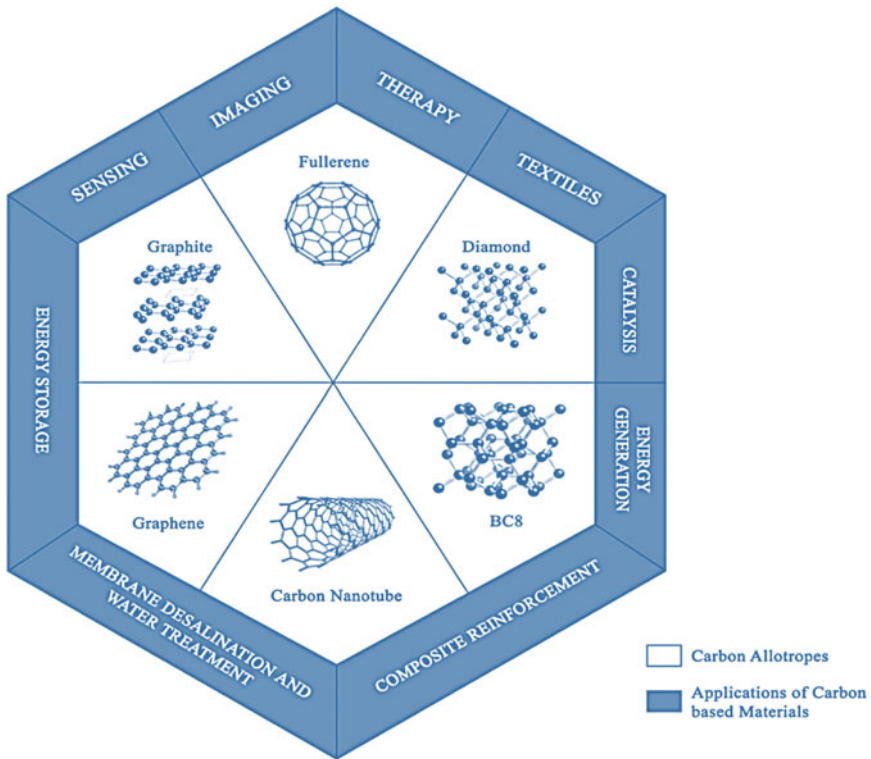 IMAGING
THERAPY
SENSING
TEXTILES
Fullerene
Graphite
Diamond
CATALYSIS
ENERGY STORAGE
ENERGY
GENERATION
Graphene
BC8
Carbon Nanotube
MEMBRANE DESALINATION AND
WATER TREATMENT
COMPOSITE REINFORCEMENT
Carbon Allotropes
Applications of Carbon
based Materials